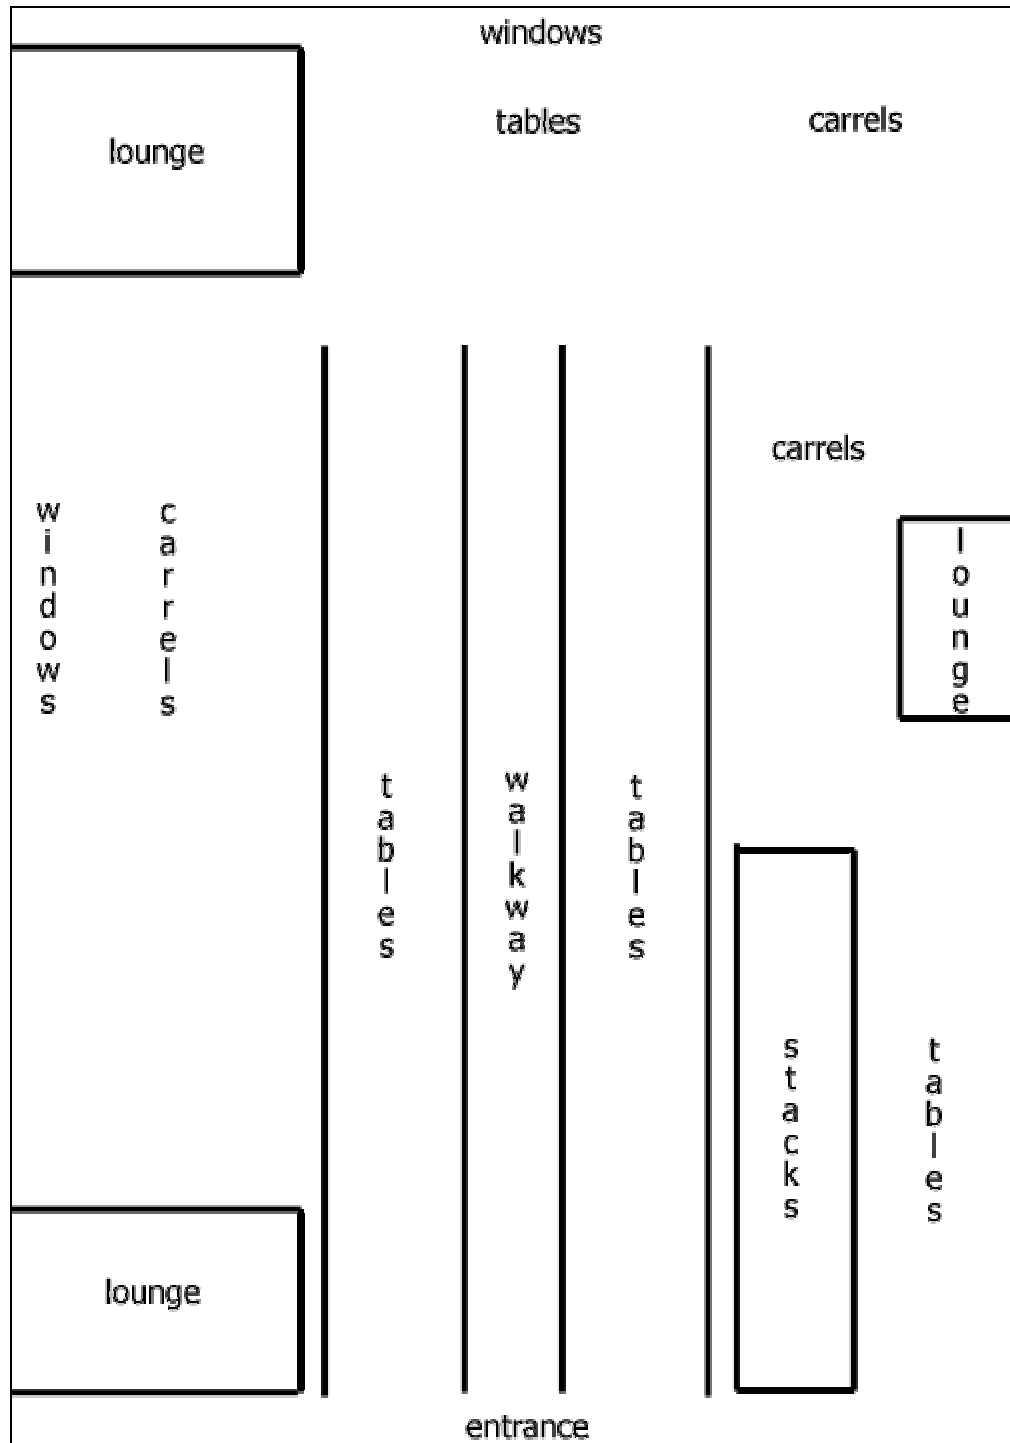 windows
tables
carrels
lounge
carrels
windows
carrels
lounge
tables
walkway
tables
stacks
tables
lounge
entrance